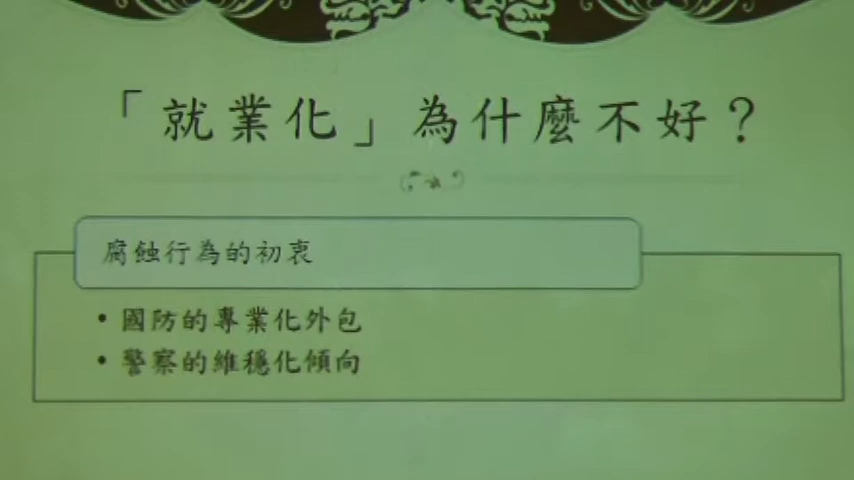 「就業化」為什麼不好？
腐蝕行為的初衷
• 國防的專業化外包
• 警察的維穩化傾向